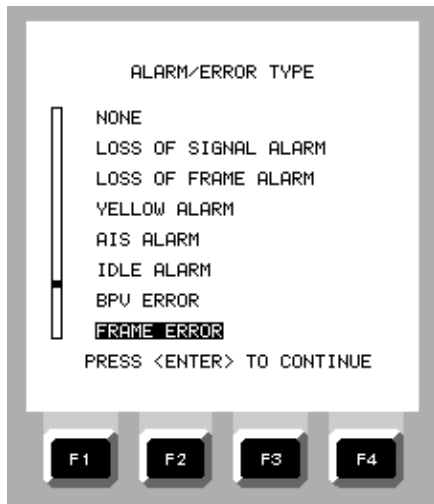 ALARM/ERROR TYPE
NONE
LOSS OF SIGNAL ALARM
LOSS OF FRAME ALARM
YELLOW ALARM
AIS ALARM
IDLE ALARM
BPV ERROR
FRAME ERROR
PRESS <ENTER> TO CONTINUE
F1 F2 F3 F4